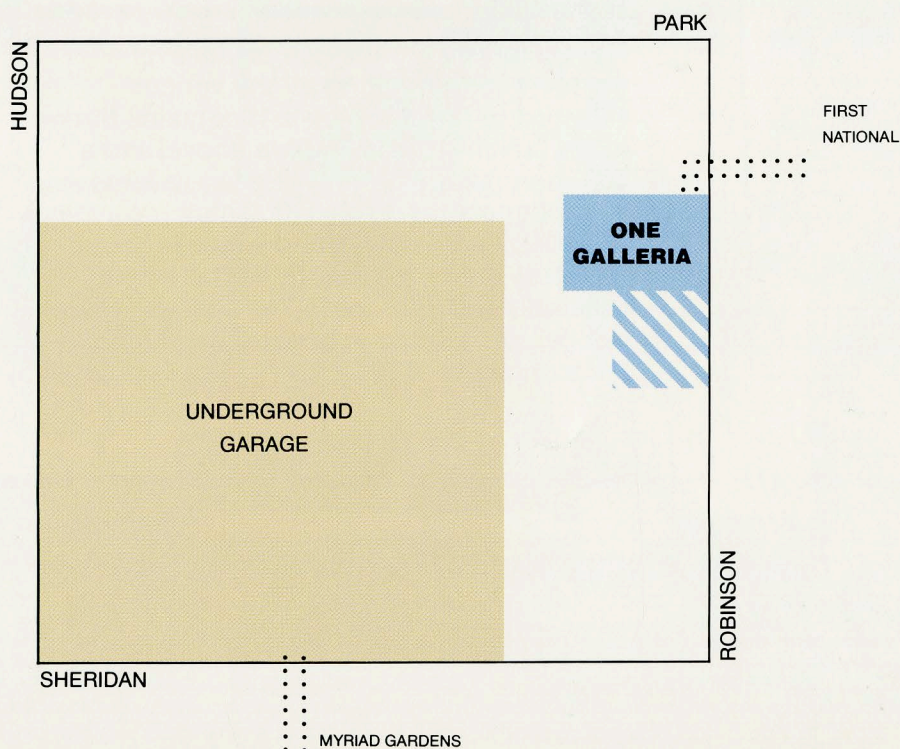 PARK
HUDSON
FIRST
NATIONAL
ONE
GALLERIA
UNDERGROUND
GARAGE
ROBINSON
SHERIDAN
MYRIAD GARDENS